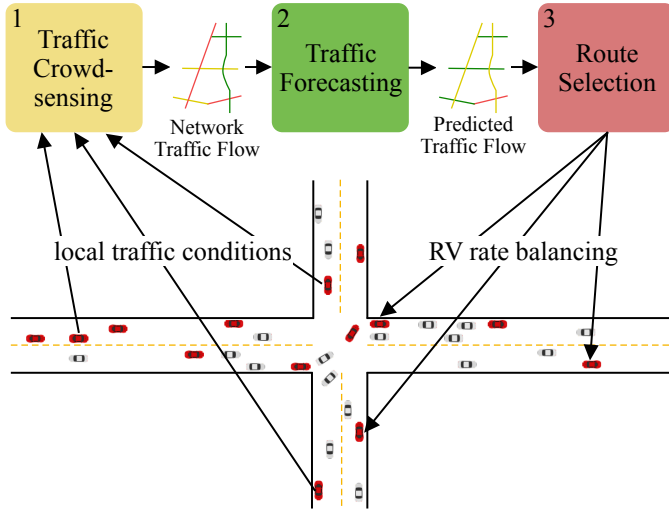 1
Traffic
Crowd-
sensing
Network
Traffic Flow
2
Traffic
Forecasting
Predicted
Traffic Flow
3
Route
Selection
local traffic conditions
RV rate balancing